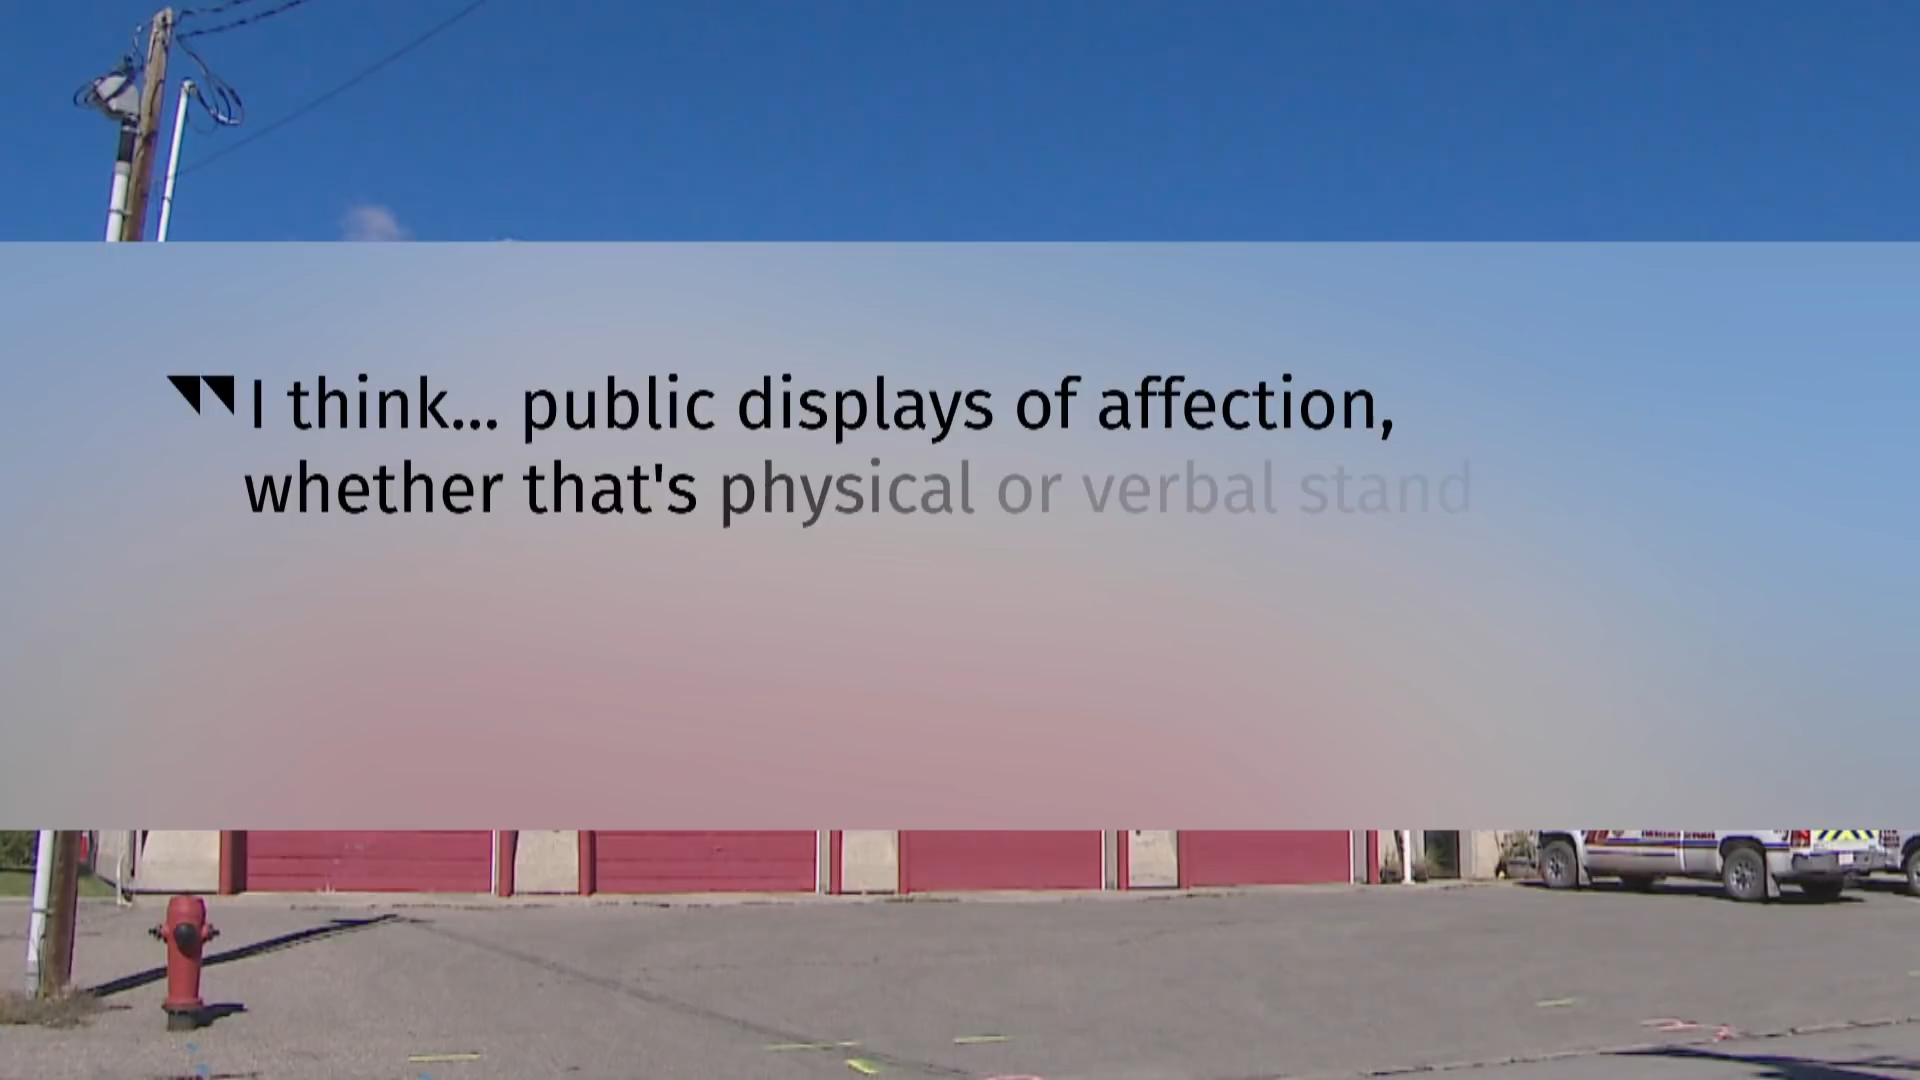 I think... public displays of affection,
whether that's physical or verbal stand